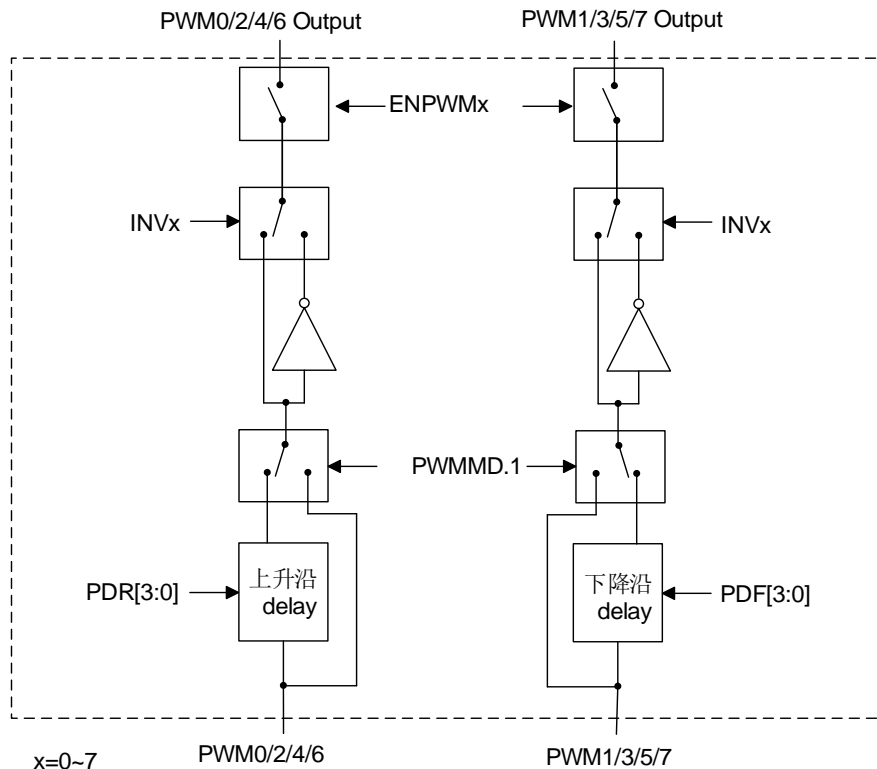 PWM0/2/4/6 Output
PWM1/3/5/7 Output
ENPWMx
INVx
INVx
PWMMD.1
PDR[3:0]
上升沿
delay
下降沿
delay
PDF[3:0]
PWM0/2/4/6
PWM1/3/5/7
x=0~7